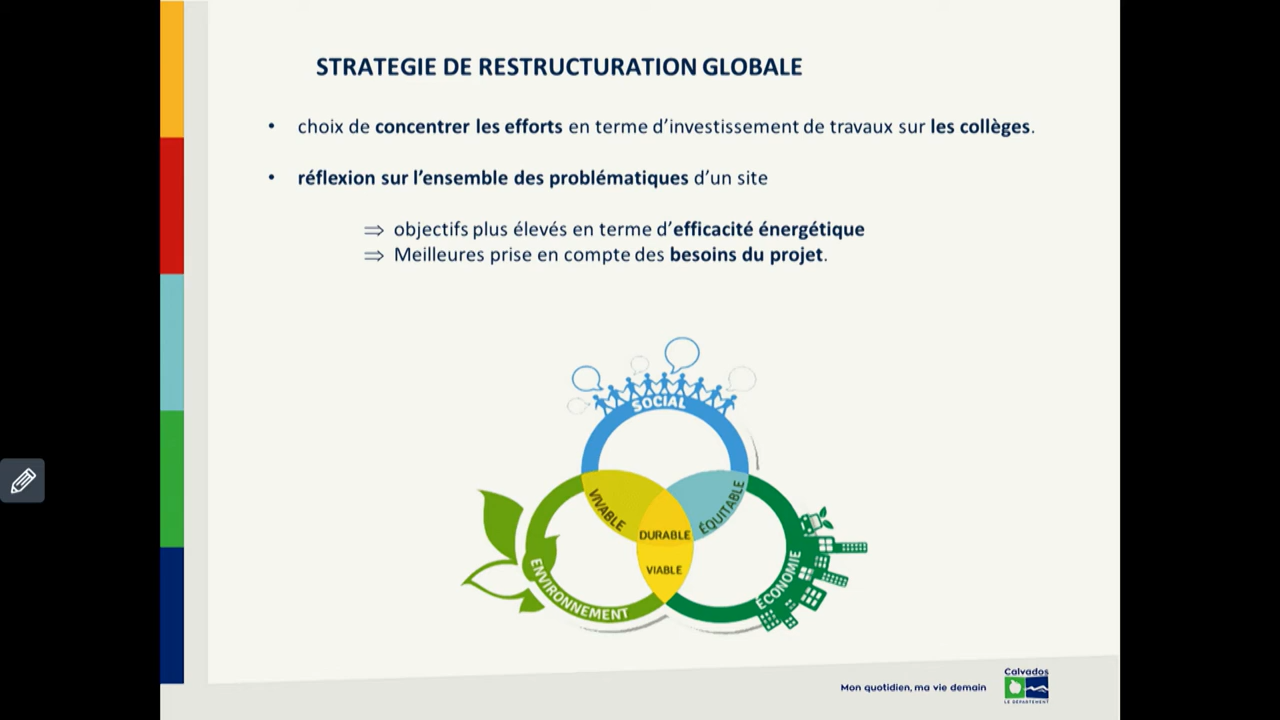 STRATEGIE DE RESTRUCTURATION GLOBALE
• choix de concentrer les efforts en terme d’investissement de travaux sur les collèges.
• réflexion sur l’ensemble des problématiques d’un site
⇒ objectifs plus élevés en terme d’efficacité énergétique
⇒ Meilleures prise en compte des besoins du projet.
SOCIAL
VIVABLE
ÉQUITABLE
DURABLE
VIABLE
ENVIRONNEMENT
ÉCONOMIE
Calvados
Mon quotidien, ma vie demain
LE DÉPARTEMENT